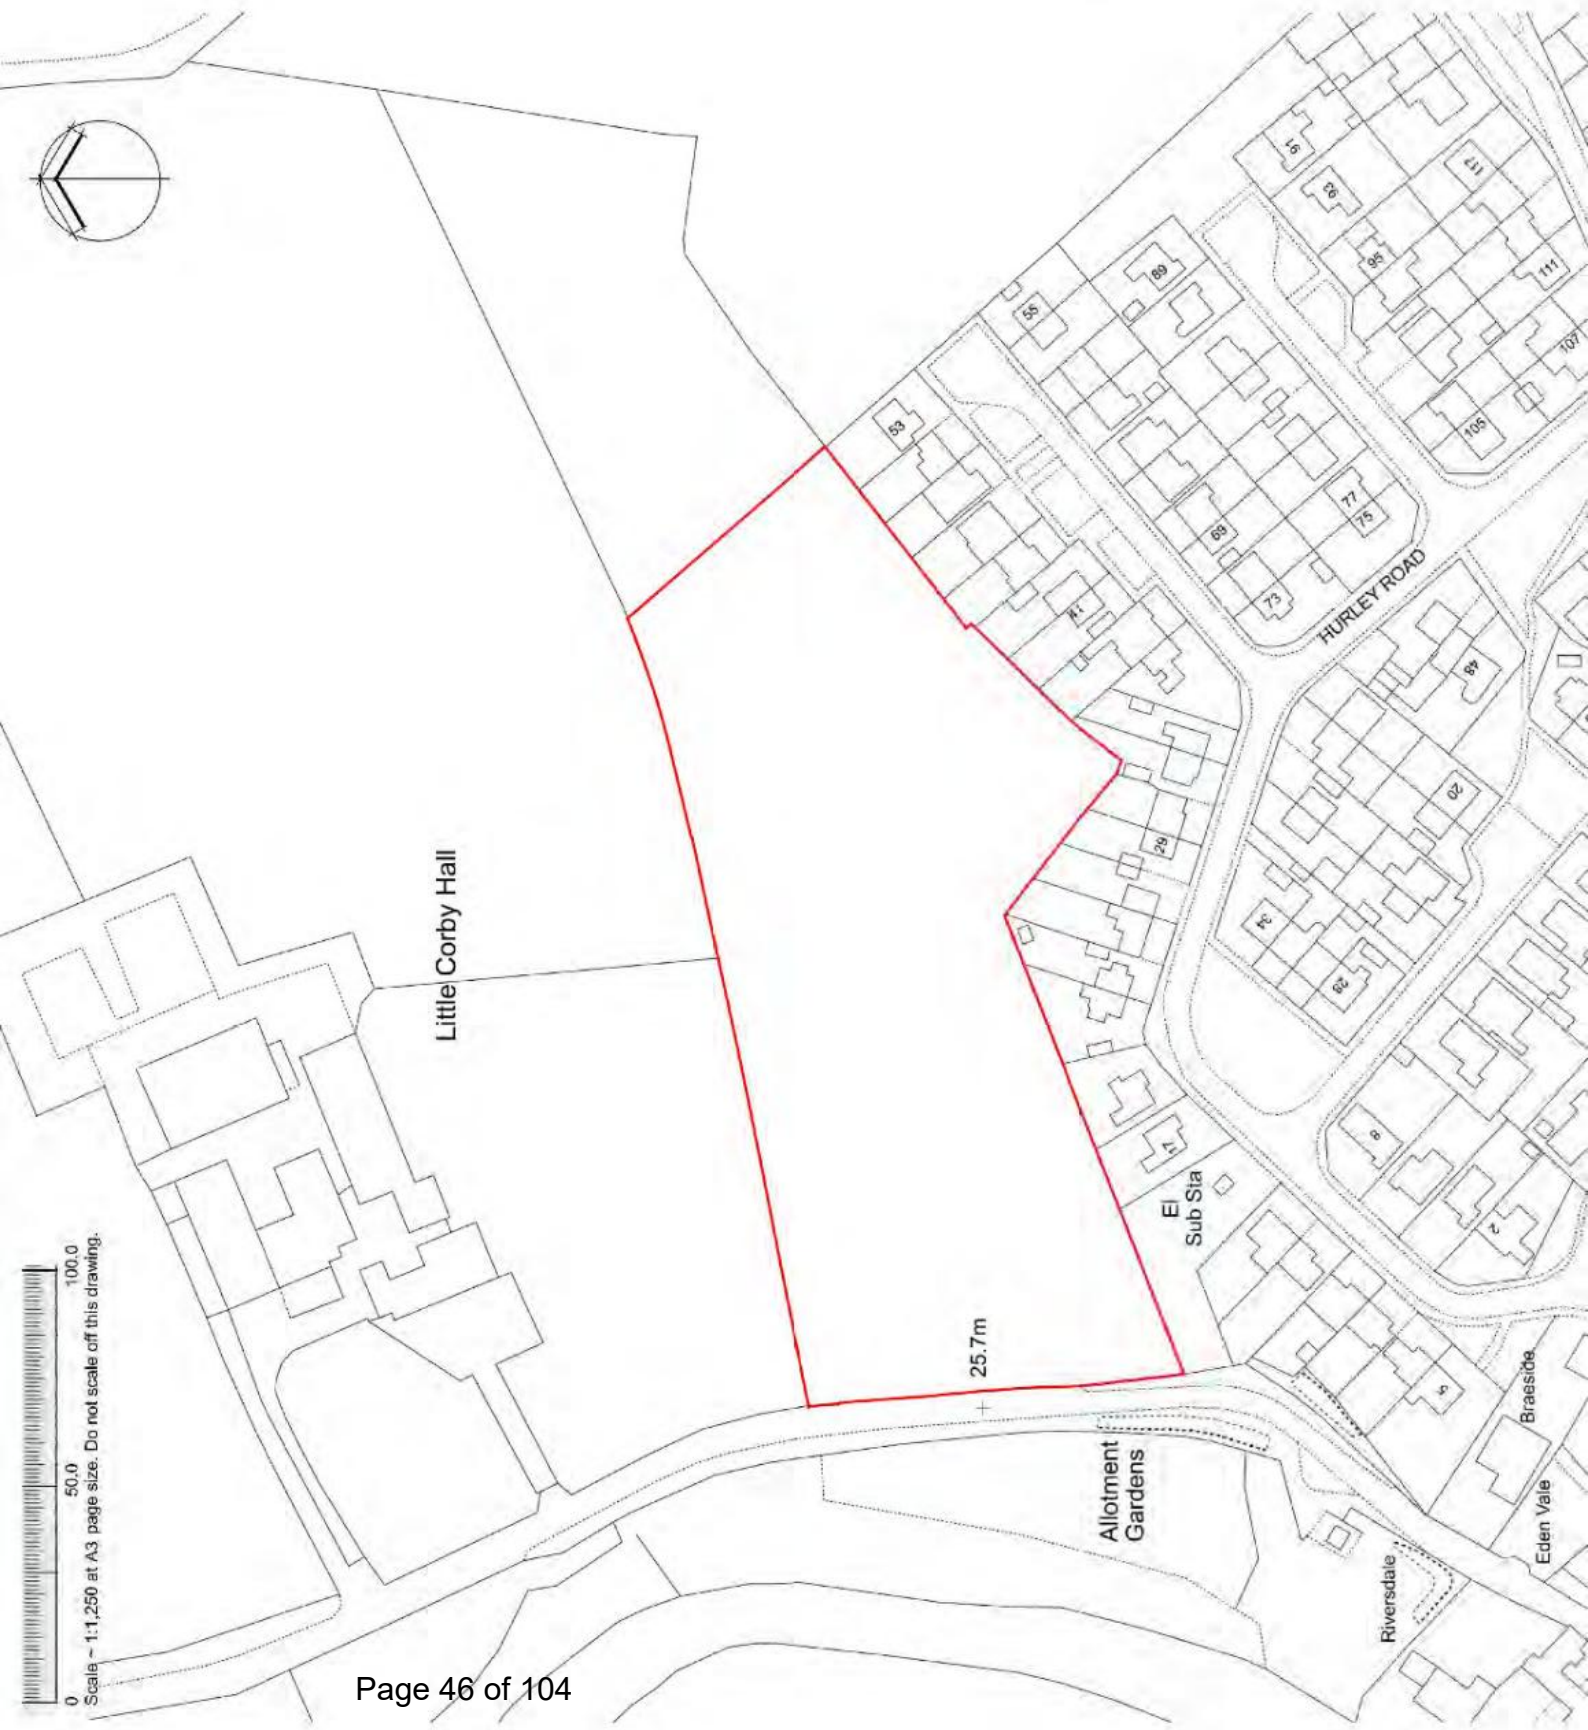 0 50.0 100.0
Scale - 1:1,250 at A3 page size. Do not scale off this drawing.
Little Corby Hall
25.7m
Allotment
Gardens
El
Sub Sta
Riversdale
Eden Vale
Braeside
HURLEY ROAD
91
93
95
117
111
107
105
89
55
53
41
69
77
75
73
48
20
29
34
28
17
8
2
5
Page 46 of 104